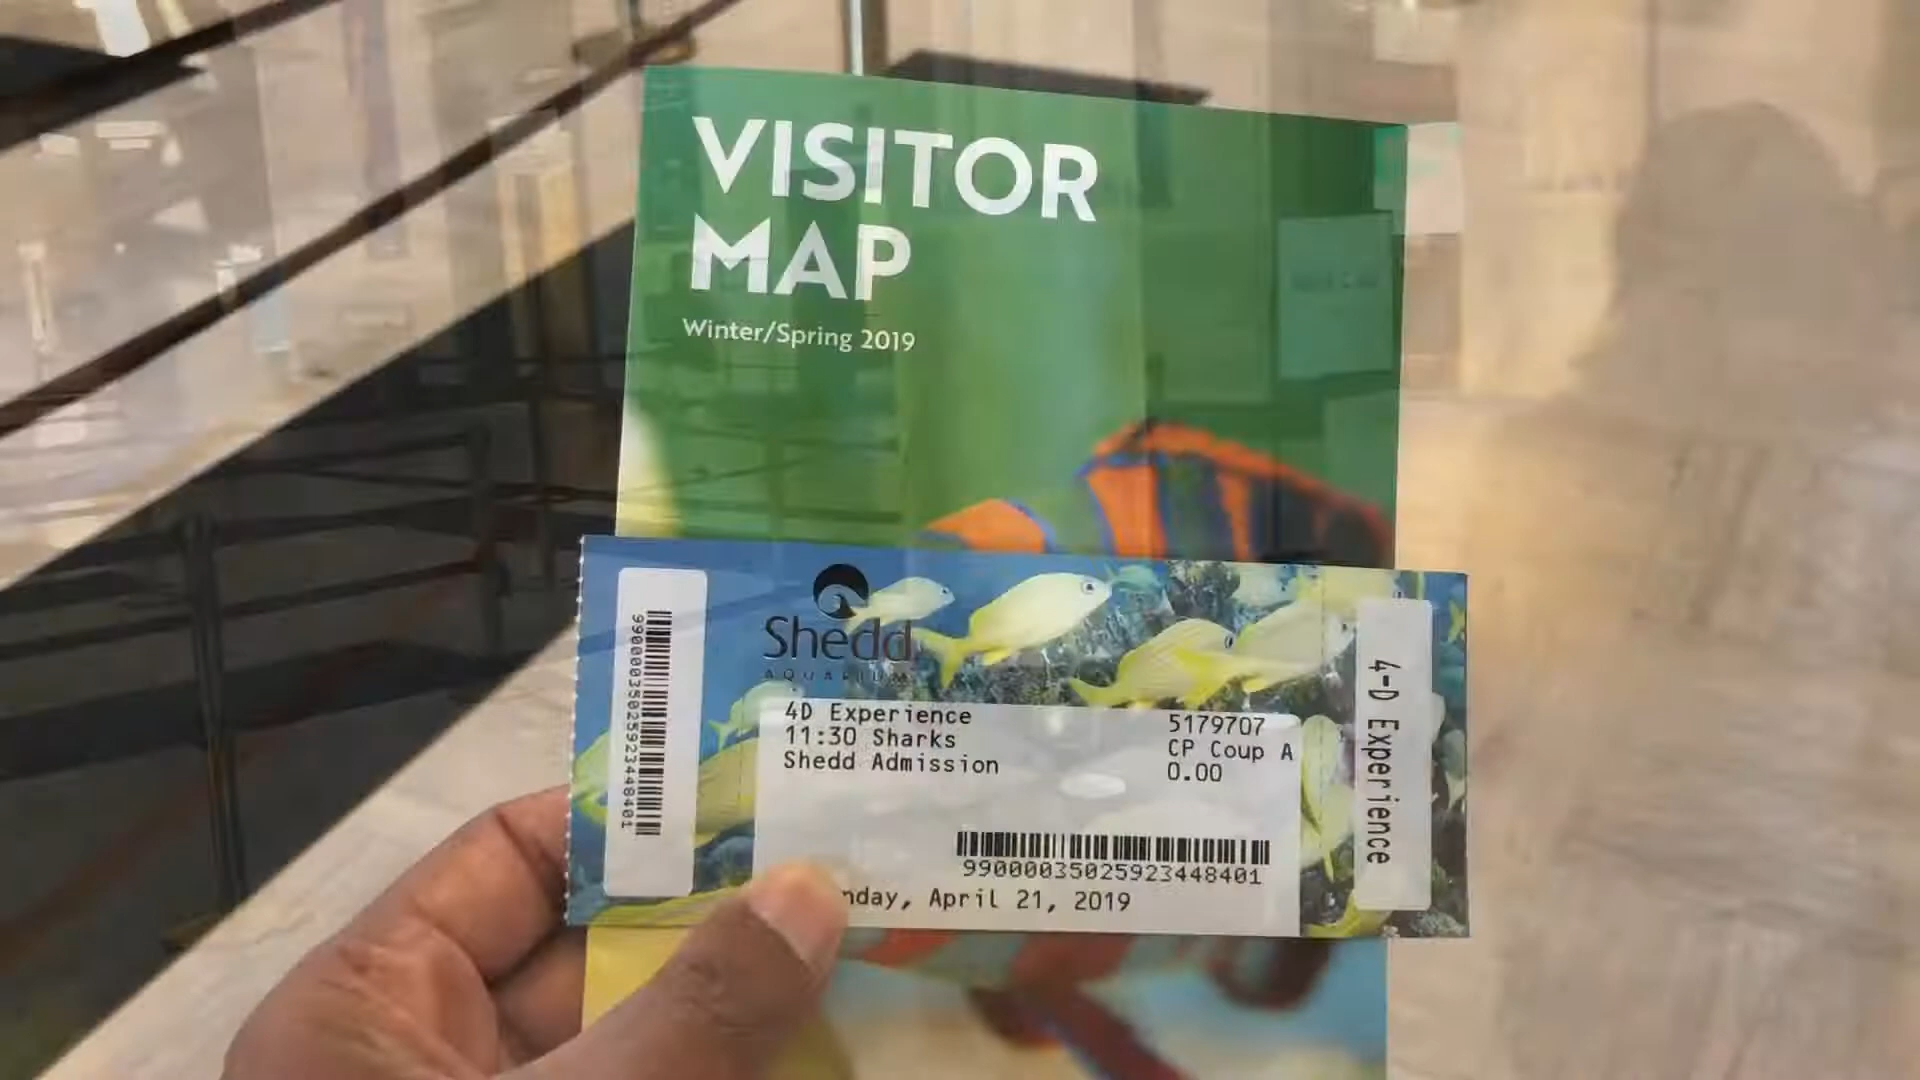 VISITOR
MAP
Winter/Spring 2019
99000035025923448401
Shedd
AQUARIUM
4D Experience
11:30 Sharks
Shedd Admission
5179707
CP Coup A
0.00
99000035025923448401
nday, April 21, 2019
4-D Experience